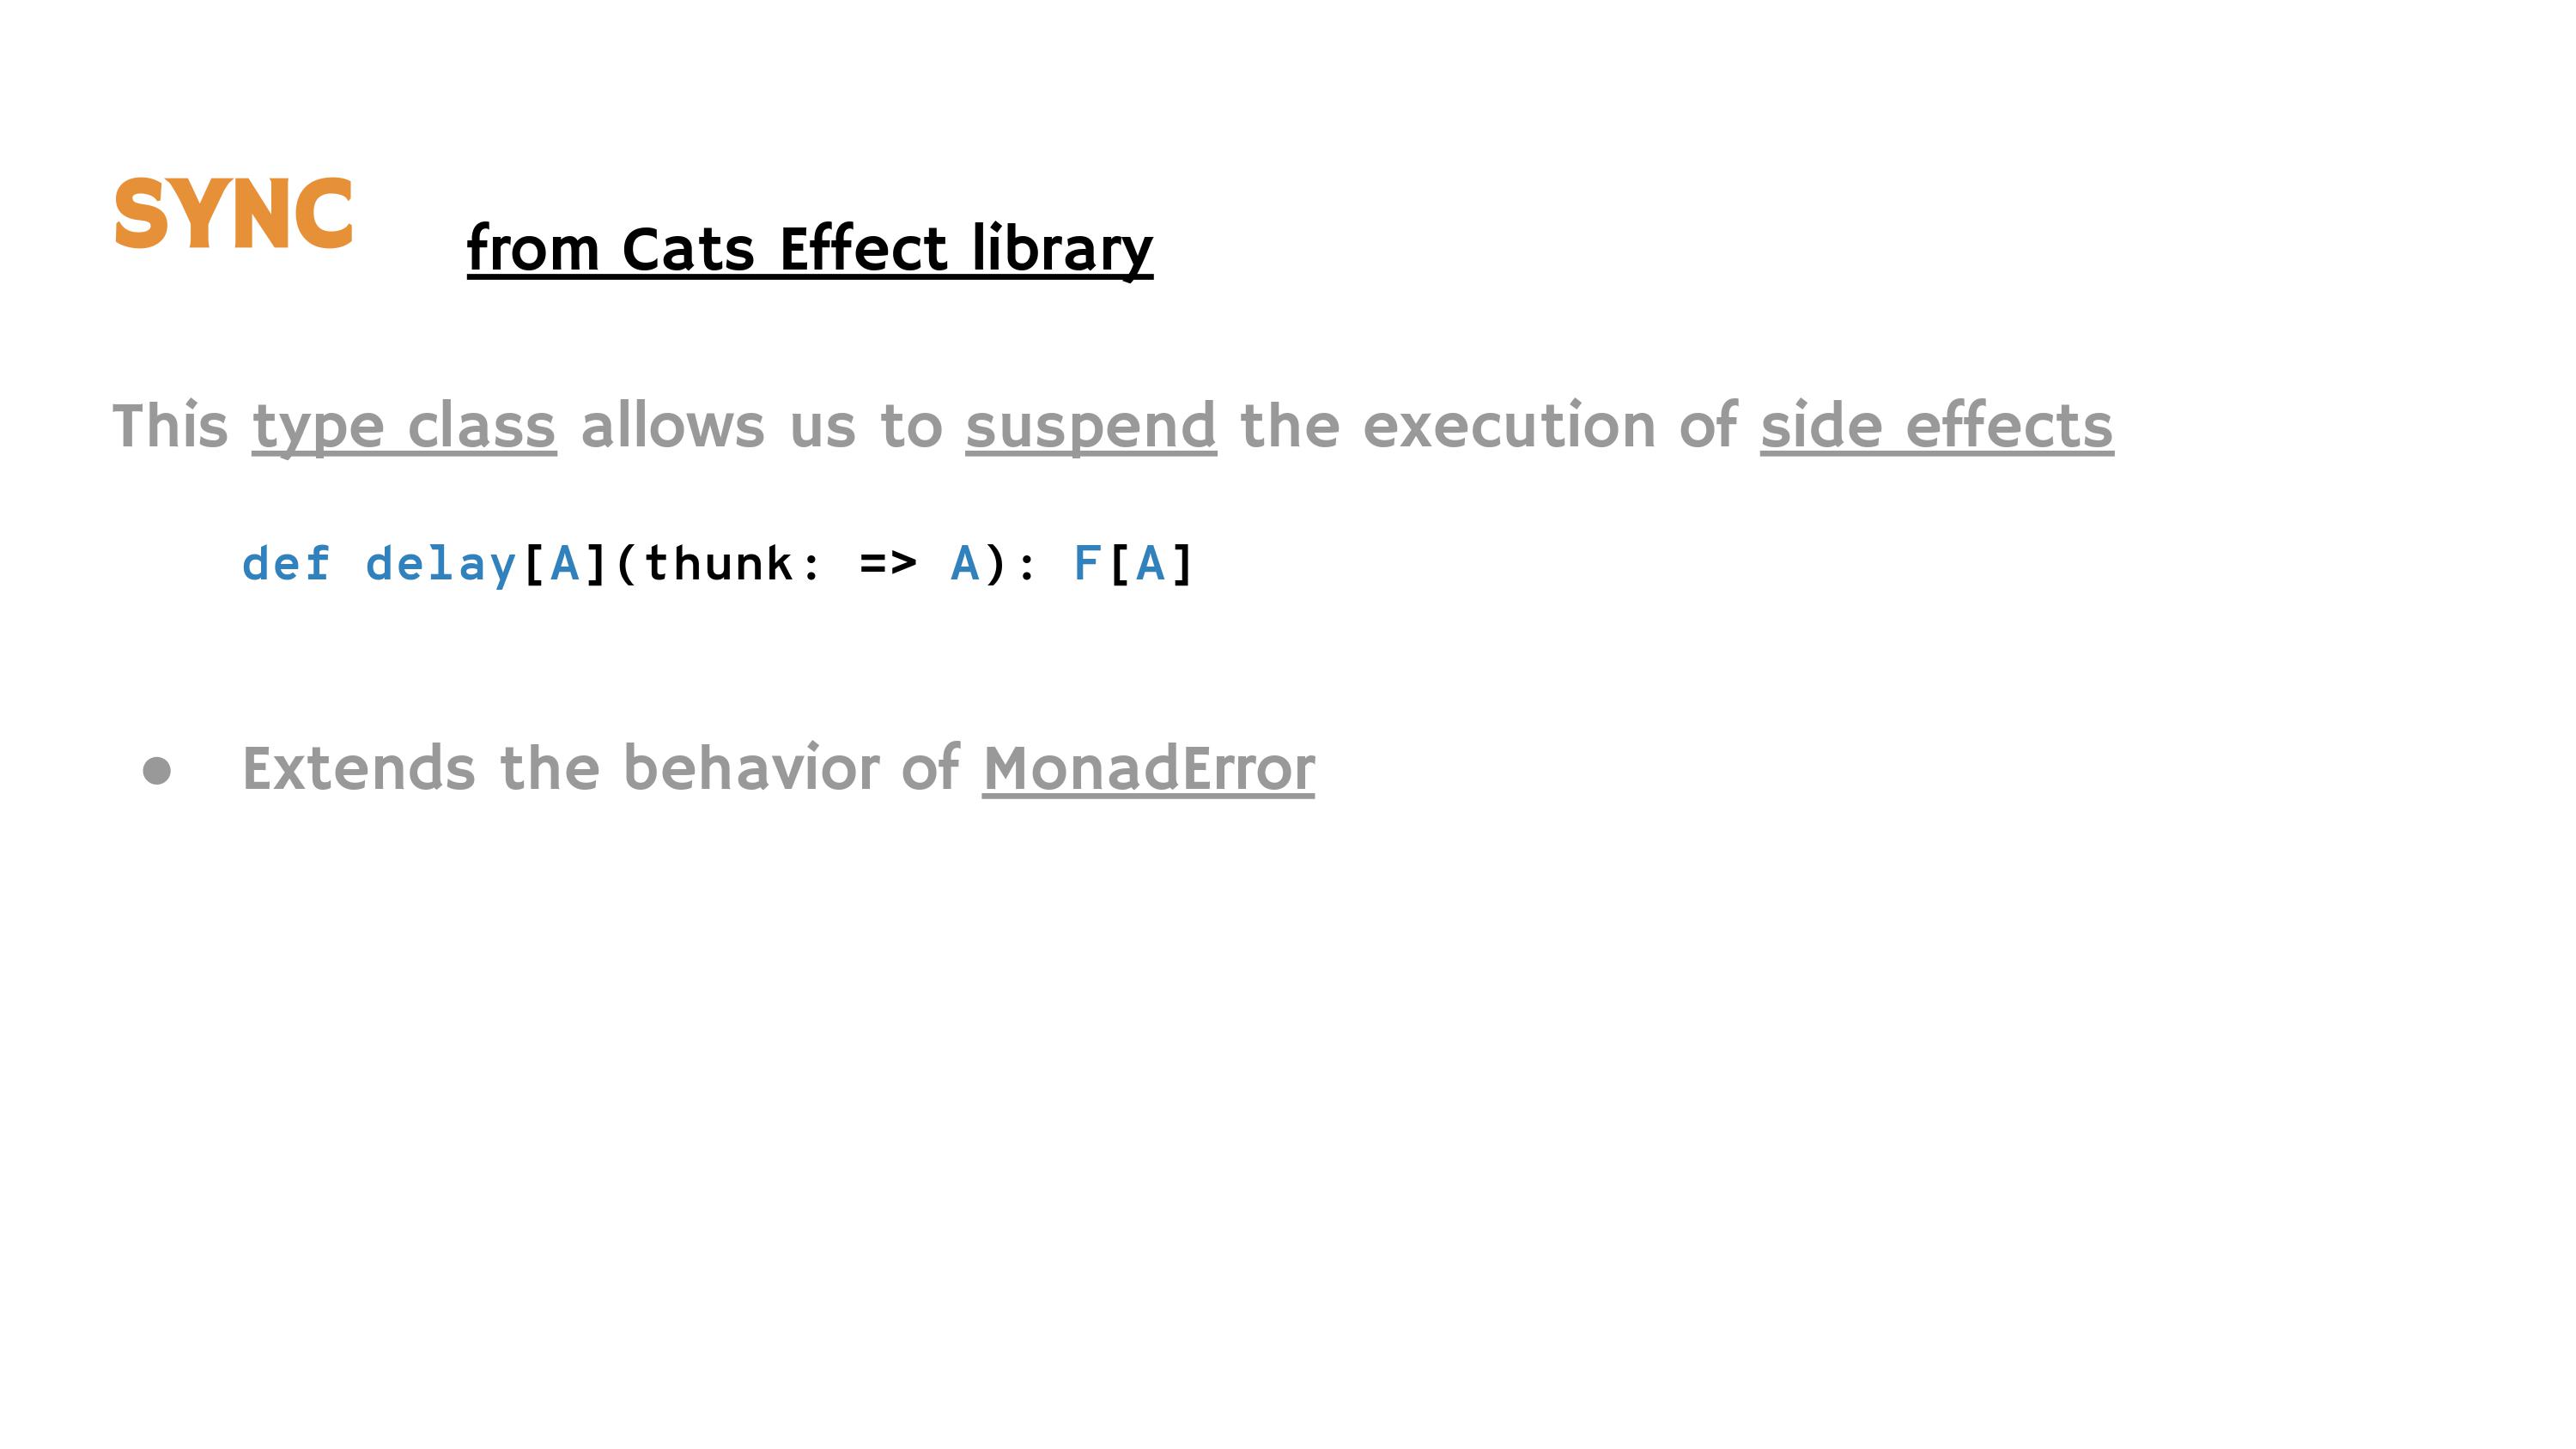 SYNC from Cats Effect library
This type class allows us to suspend the execution of side effects
def delay[A](thunk: => A): F[A]
● Extends the behavior of MonadError